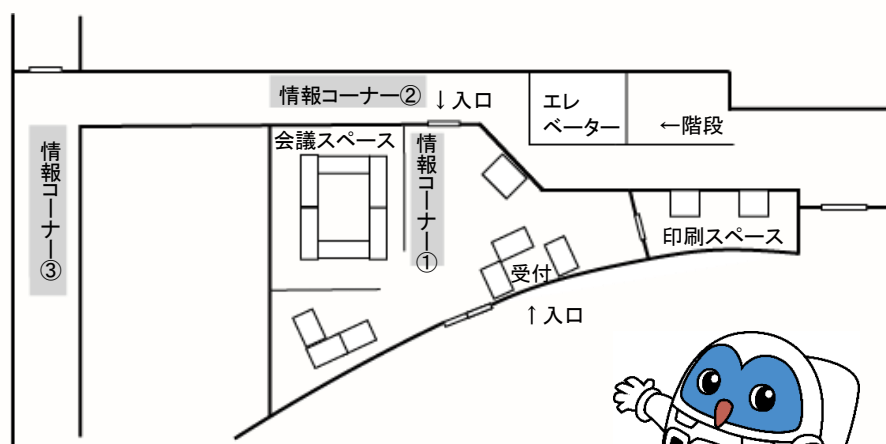 情報コーナー②
↓入口
エレ
ベーター
←階段
会議スペース
情報コーナー①
情報コーナー③
印刷スペース
受付
↑入口